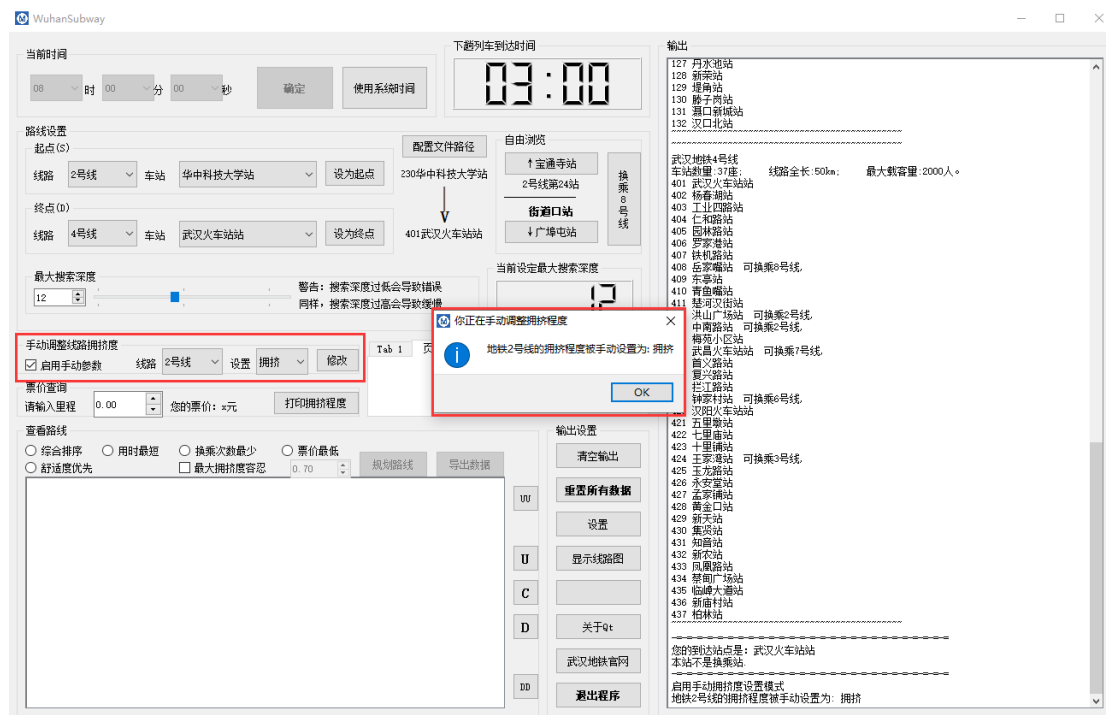 WuhanSubway
当前时间
08 时 00 分 00 秒
确定
使用系统时间
下趟列车到达时间
03:00
路线设置
起点(S)
线路 2号线 车站 华中科技大学站 设为起点
终点(D)
线路 4号线 车站 武汉火车站站 设为终点
配置文件路径
230华中科技大学站
401武汉火车站站
自由浏览
↑宝通寺站
2号线第24站
街道口站
↓广埠屯站
换乘8号线
最大搜索深度
12
警告: 搜索深度过低会导致错误
同样, 搜索深度过高会导致缓慢
当前设定最大搜索深度
12
手动调整线路拥挤度
启用手动参数 线路 2号线 设置 拥挤 修改
Tab 1 页
票价查询
请输入里程 0.00 您的票价: x元 打印拥挤程度
你正在手动调整拥挤程度
地铁2号线的拥挤程度被手动设置为: 拥挤
OK
查看路线
综合排序 用时最短 换乘次数最少 票价最低
舒适度优先 最大拥挤度容忍 0.70 规划路线 导出数据
UU
U
C
D
DD
输出设置
清空输出
重置所有数据
设置
显示线路图
关于Qt
武汉地铁官网
退出程序
输出
127 丹水池站
128 新荣站
129 堤角站
130 滕子岗站
131 滠口新城站
132 汉口北站
~~~~~~~~~~~~~~~~~~~~~~~~~~~~~~~~~
~~~~~~~~~~~~~~~~~~~~~~~~~~~~~~~~~
武汉地铁4号线
车站数量:37座; 线路全长:50km; 最大载客量:2000人。
401 武汉火车站站
402 杨春湖站
403 工业四路站
404 仁和路站
405 园林路站
406 罗家港站
407 铁机路站
408 岳家嘴站 可换乘8号线,
409 东亭站
410 青鱼嘴站
411 楚河汉街站
洪山广场站 可换乘2号线,
中南路站 可换乘2号线,
梅苑小区站
武昌火车站站 可换乘7号线,
首义路站
复兴路站
拦江路站
钟家村站 可换乘6号线,
汉阳火车站站
421 五里墩站
422 七里庙站
423 十里铺站
424 王家湾站 可换乘3号线,
425 玉龙路站
426 永安堂站
427 孟家铺站
428 黄金口站
429 新天站
430 集贤站
431 知音站
432 新农站
433 凤凰路站
434 蔡甸广场站
435 临嶂大道站
436 新庙村站
437 柏林站
~~~~~~~~~~~~~~~~~~~~~~~~~~~~~~~~~
-=-=-=-=-=-=-=-=-=-=-=-=-=-=-=-=-=-=-=-=
您的到达站点是: 武汉火车站站
本站不是换乘站.
-=-=-=-=-=-=-=-=-=-=-=-=-=-=-=-=-=-=-=-=
启用手动拥挤度设置模式
地铁2号线的拥挤程度被手动设置为: 拥挤